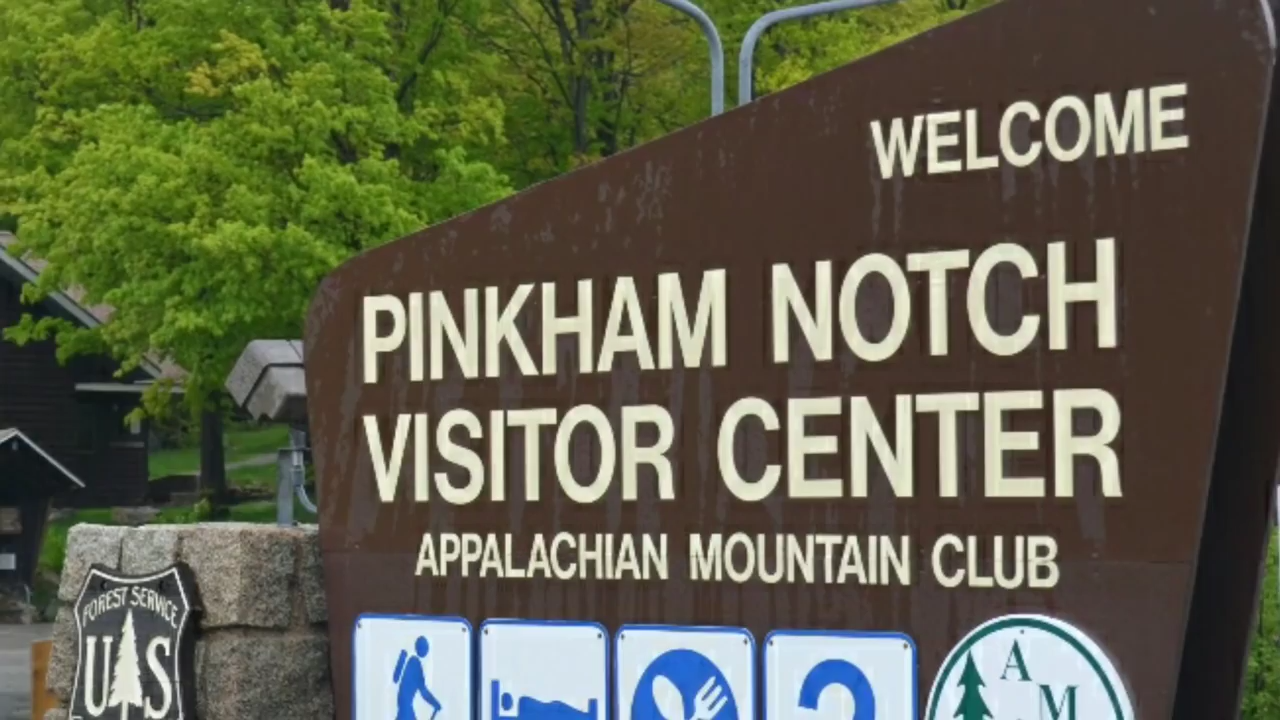 WELCOME
PINKHAM NOTCH
VISITOR CENTER
APPALACHIAN MOUNTAIN CLUB
FOREST SERVICE
US
?
A
M